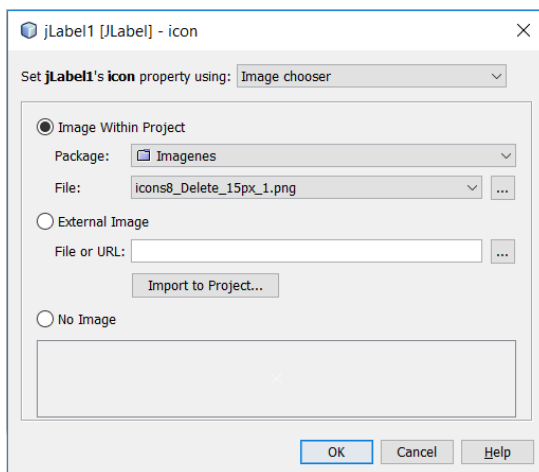 jLabel1 [JLabel] - icon
Set jLabel1's icon property using: Image chooser
Image Within Project
Package: Imagenes
File: icons8_Delete_15px_1.png ...
External Image
File or URL: ...
Import to Project...
No Image
OK Cancel Help